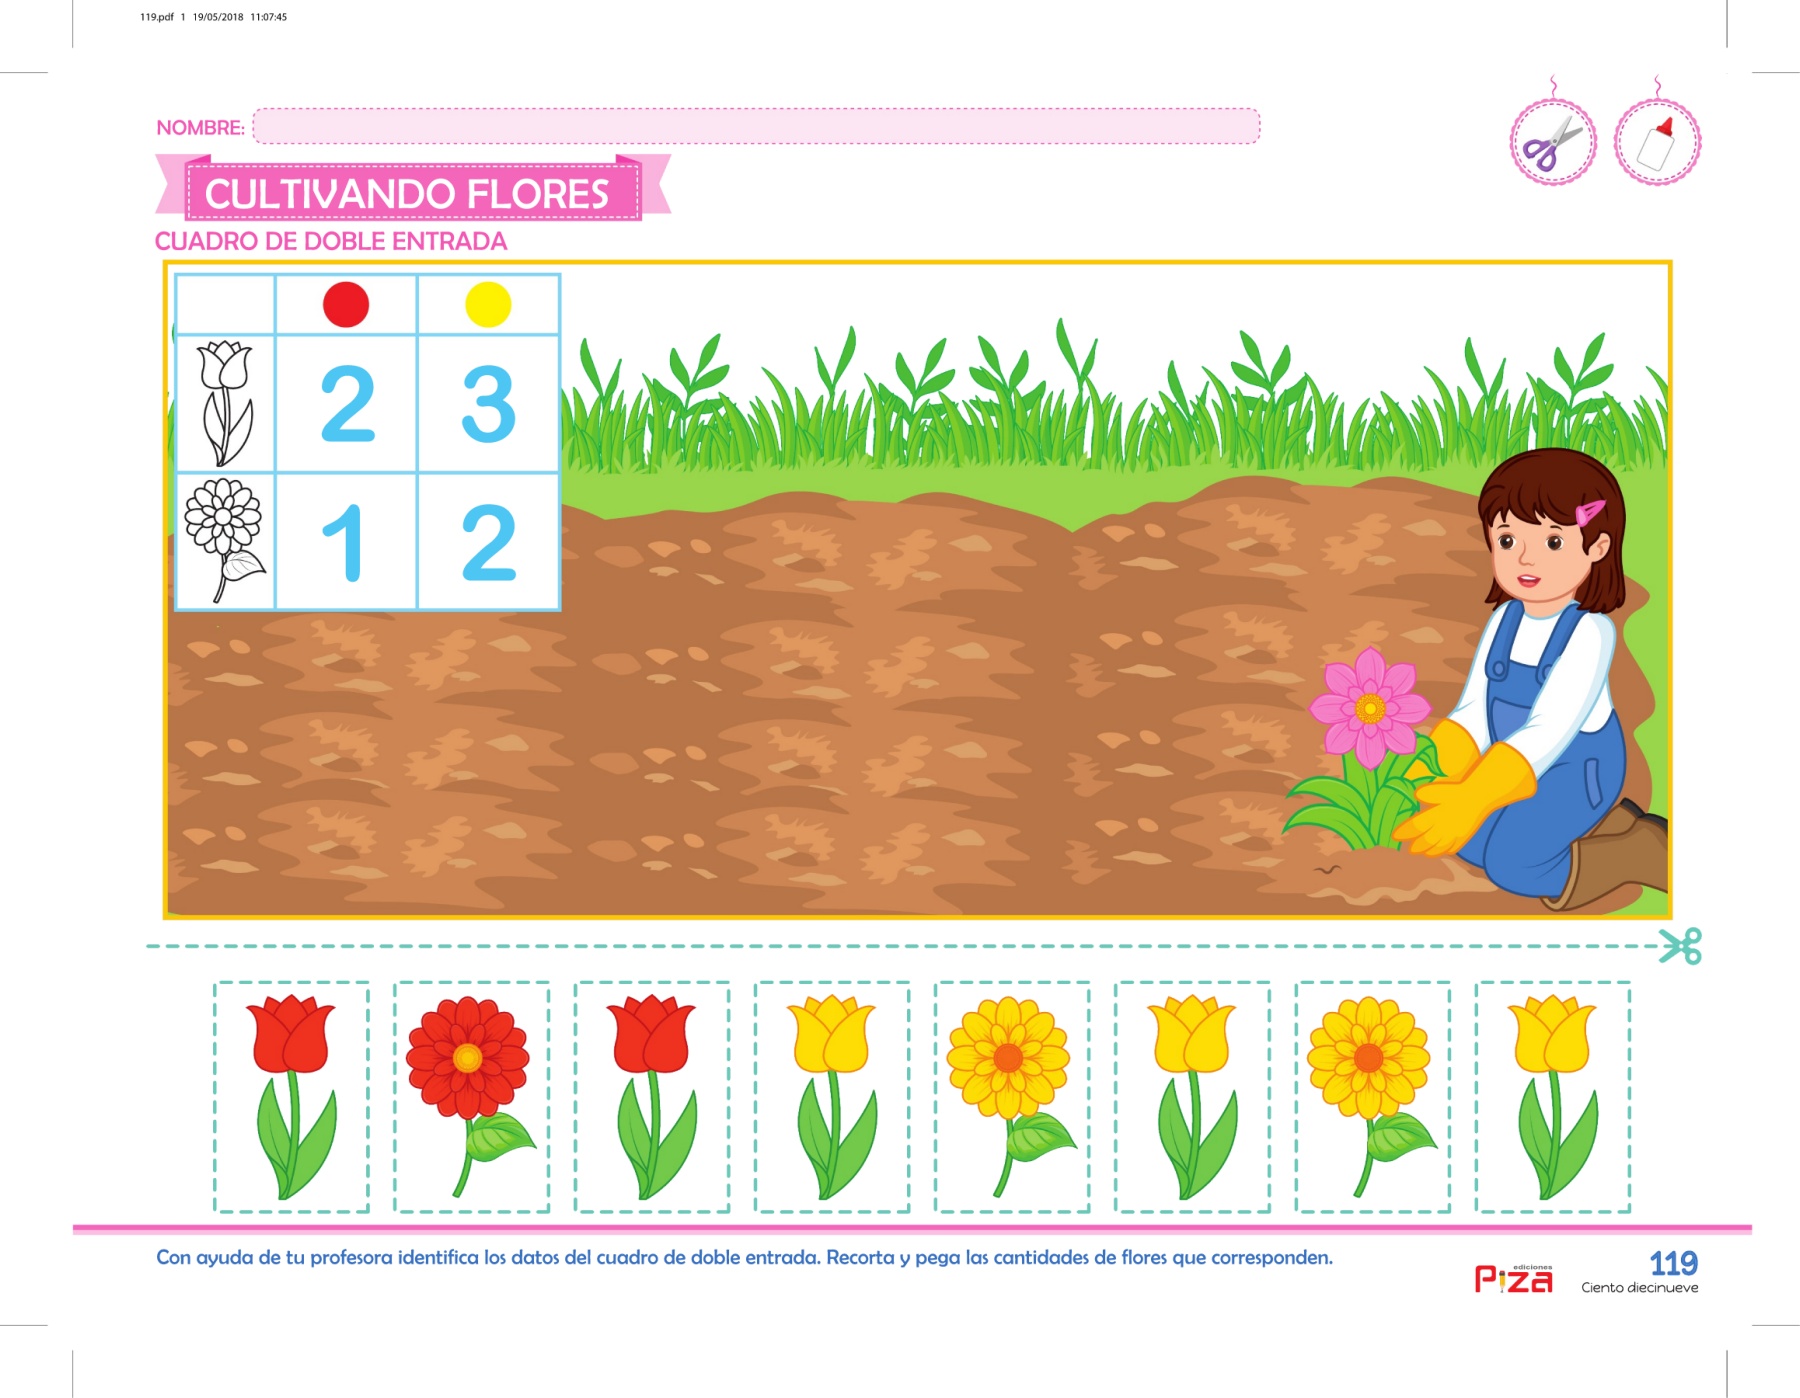 119.pdf 1 19/05/2018 11:07:45
NOMBRE:
CULTIVANDO FLORES
CUADRO DE DOBLE ENTRADA
2 3
1 2
Con ayuda de tu profesora identifica los datos del cuadro de doble entrada. Recorta y pega las cantidades de flores que corresponden.
ediciones
Piza
119
Ciento diecinueve